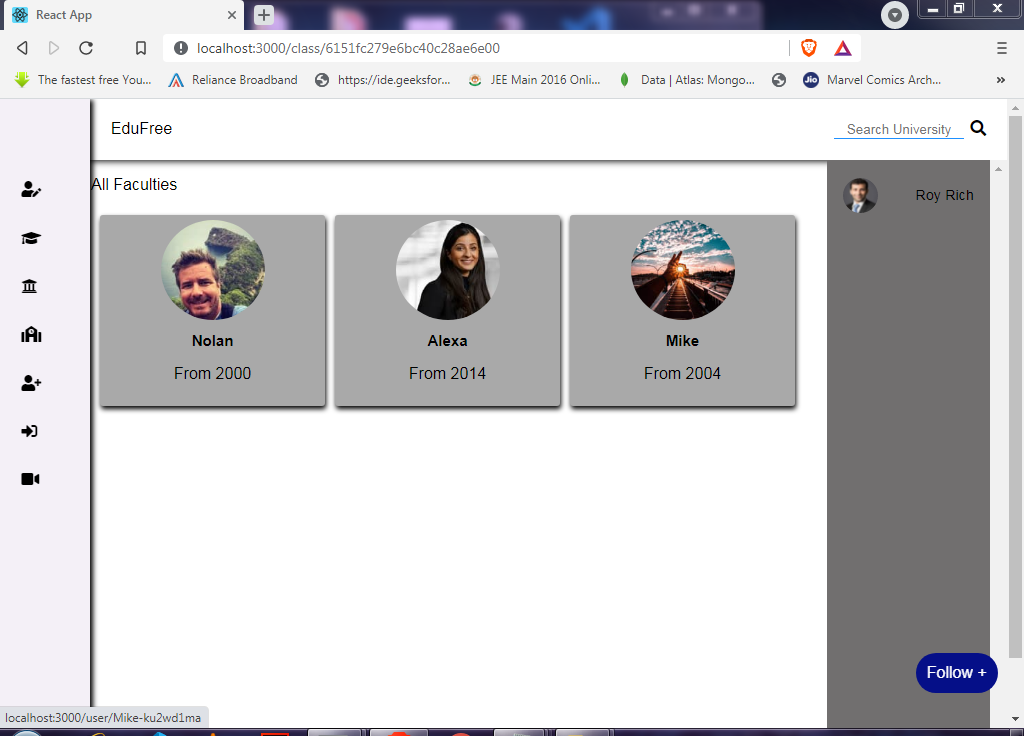 React App
localhost:3000/class/6151fc279e6bc40c28ae6e00
The fastest free You...
Reliance Broadband
https://ide.geeksfor...
JEE Main 2016 Onli...
Data | Atlas: Mongo...
Jio
Marvel Comics Arch...
EduFree
Search University
All Faculties
Roy Rich
Nolan
Alexa
Mike
From 2000
From 2014
From 2004
Follow +
localhost:3000/user/Mike-ku2wd1ma